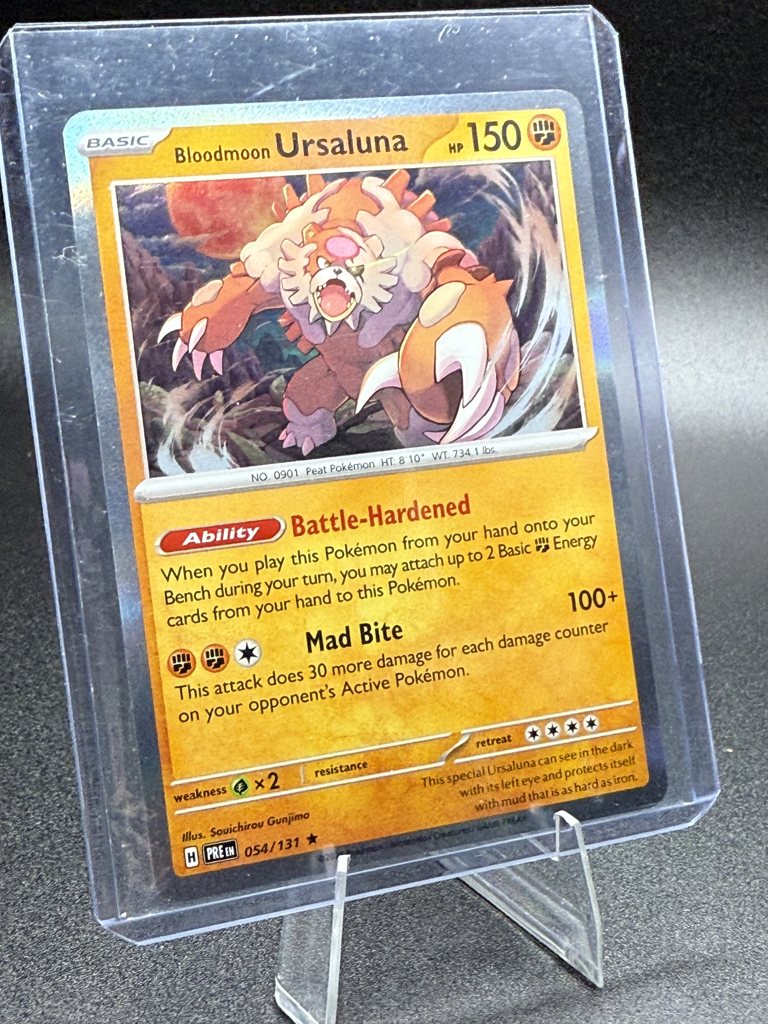 BASIC Bloodmoon Ursaluna HP 150
NO. 0901 Peat Pokémon HT: 8'10" WT: 734.1 lbs.
Ability Battle-Hardened
When you play this Pokémon from your hand onto your
Bench during your turn, you may attach up to 2 Basic Energy
cards from your hand to this Pokémon.
Mad Bite 100+
This attack does 30 more damage for each damage counter
on your opponent's Active Pokémon.
weakness ×2 resistance retreat
This special Ursaluna can see in the dark
with its left eye and protects itself
with mud that is as hard as iron.
Illus. Souichirou Gunjima
H PRE EN 054/131 ★
Pokémon / Nintendo / Creatures / GAME FREAK